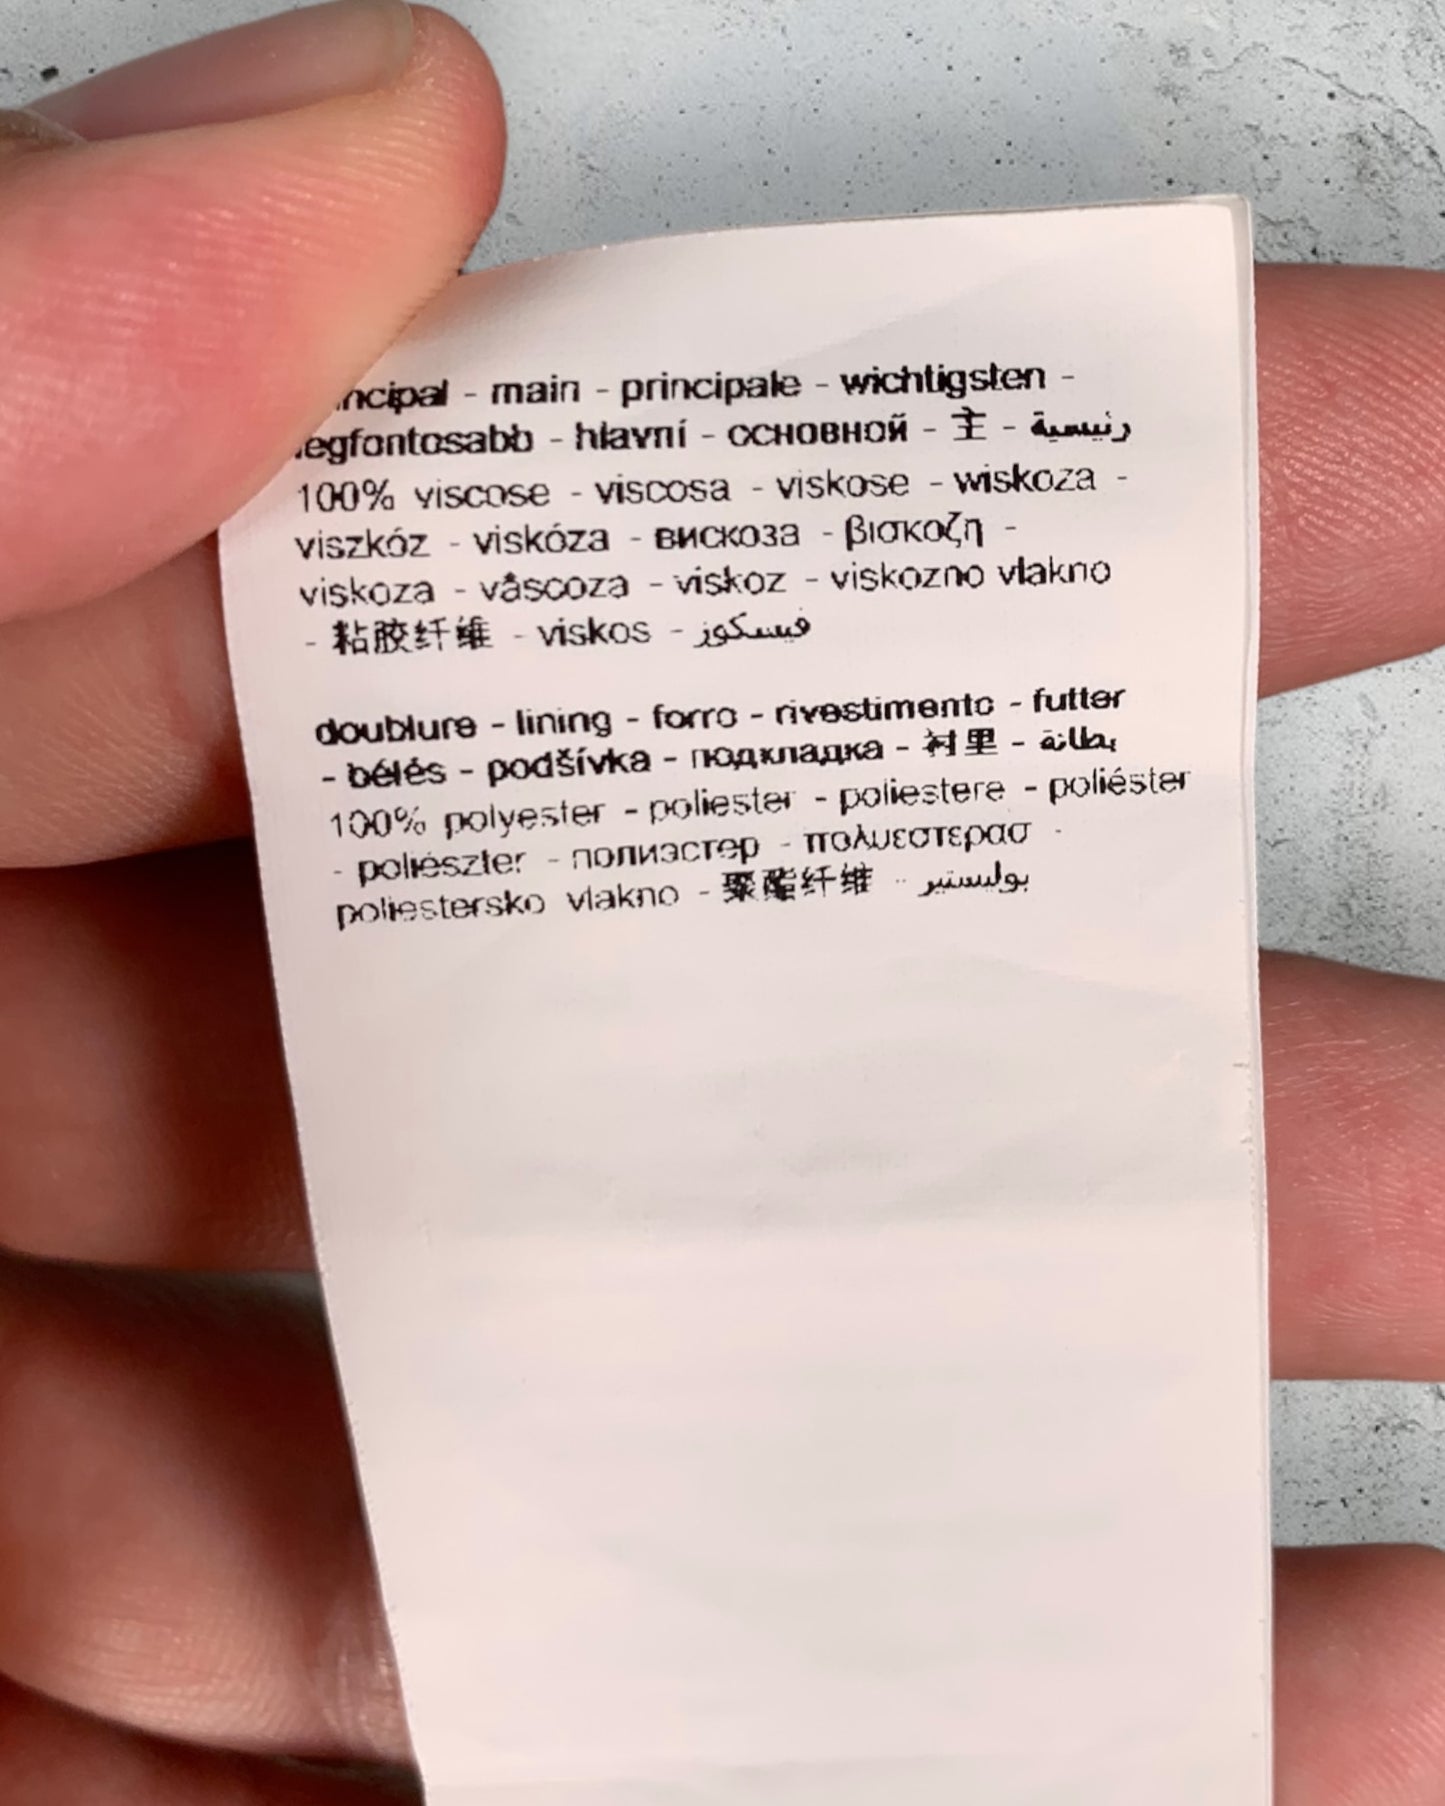 ncipal - main - principale - wichtigsten -
legfontosabb - hlavní - основной - 主 - رئيسية
100% viscose - viscosa - viskose - wiskoza -
viszkóz - viskóza - вискоза - βισκοζη -
viskoza - vâscoza - viskoz - viskozno vlakno
- 粘胶纤维 - viskos - فيسكوز
doublure - lining - forro - rivestimento - futter
- bélés - podšívka - подкладка - 衬里 - بطانة
100% polyester - poliester - poliestere - poliéster
- poliészter - полиэстер - πολυεστερασ -
poliestersko vlakno - 聚酯纤维 - بوليستير